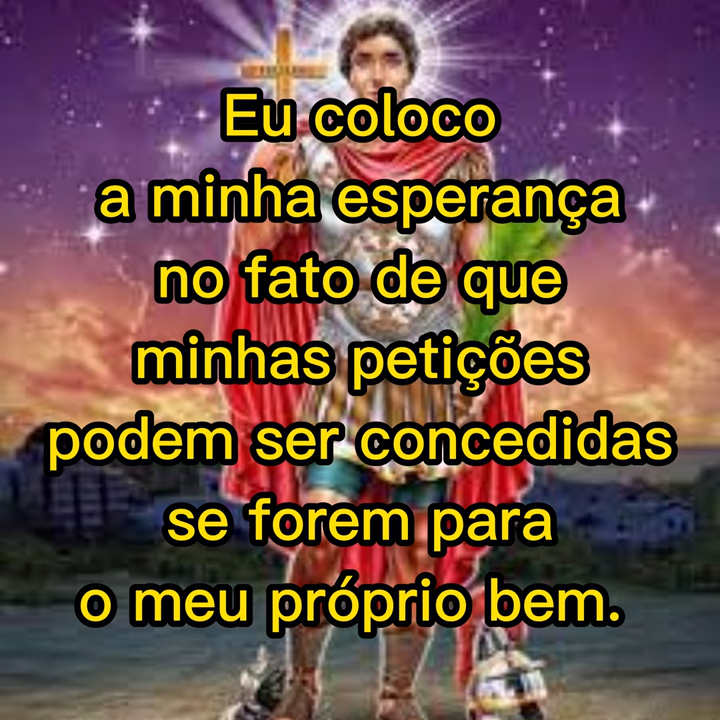 Eu coloco
a minha esperança
no fato de que
minhas petições
podem ser concedidas
se forem para
o meu próprio bem.